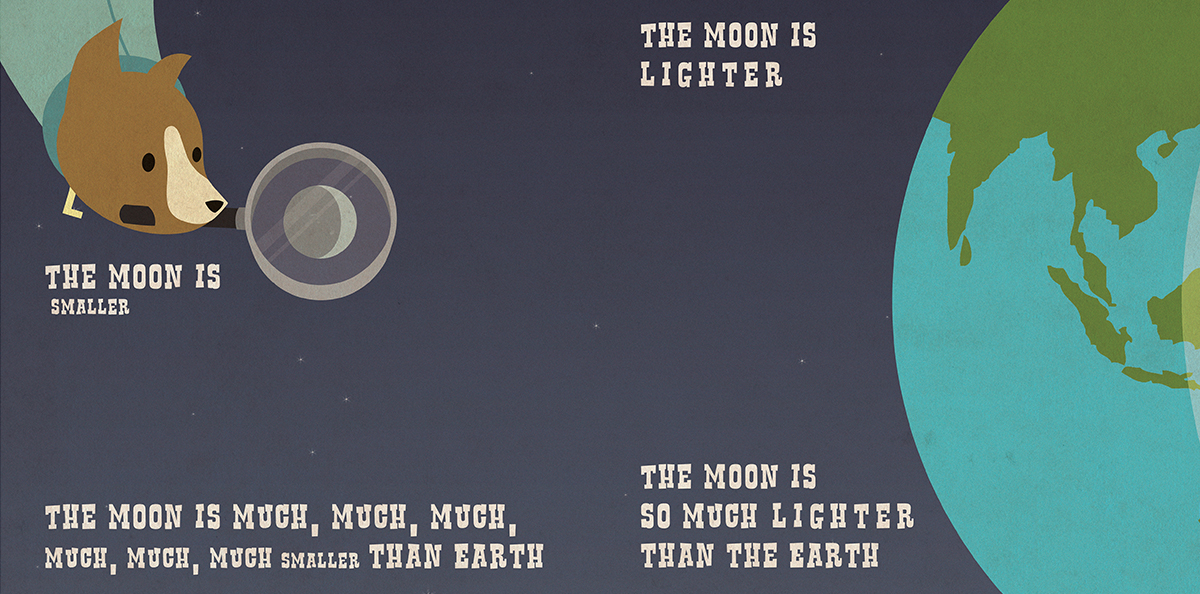 THE MOON IS
SMALLER
THE MOON IS MUCH, MUCH, MUCH,
MUCH, MUCH, MUCH SMALLER THAN EARTH
THE MOON IS
LIGHTER
THE MOON IS
SO MUCH LIGHTER
THAN THE EARTH